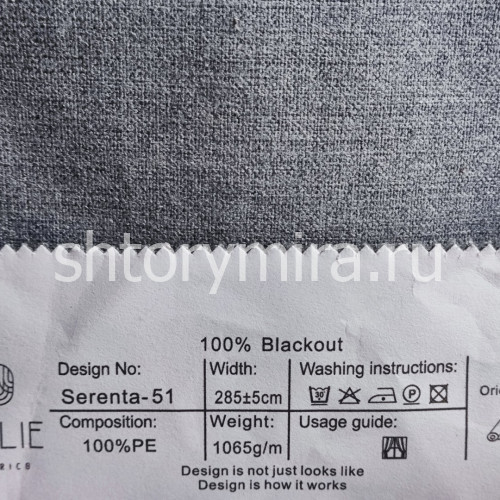 shtorymira.ru
100% Blackout
Design No:
Serenta-51
Width:
285±5cm
Washing instructions:
30
P
Composition:
100%PE
Weight:
1065g/m
Usage guide:
Design is not just looks like
Design is how it works